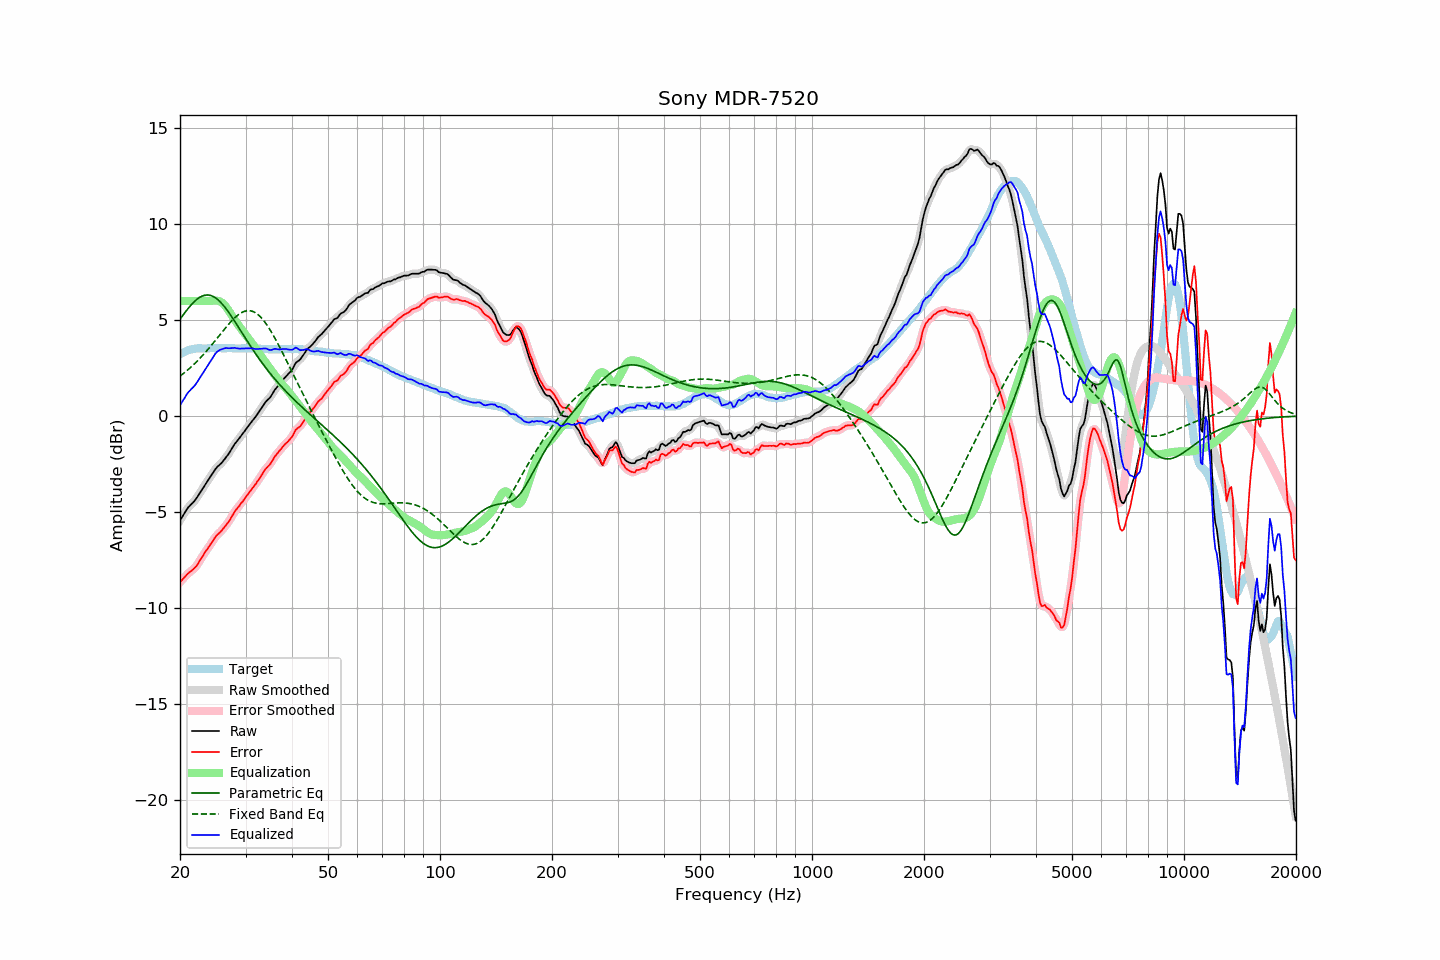 Sony MDR-7520
15
10
5
0
−5
−10
−15
−20
Amplitude (dBr)
Target
Raw Smoothed
Error Smoothed
Raw
Error
Equalization
Parametric Eq
Fixed Band Eq
Equalized
20 50 100 200 500 1000 2000 5000 10000 20000
Frequency (Hz)